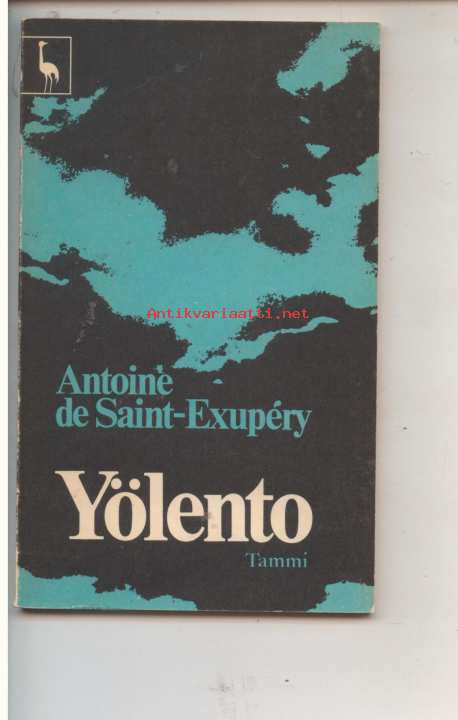 Antikvariaatti.net
Antoine
de Saint-Exupéry
Yölento
Tammi